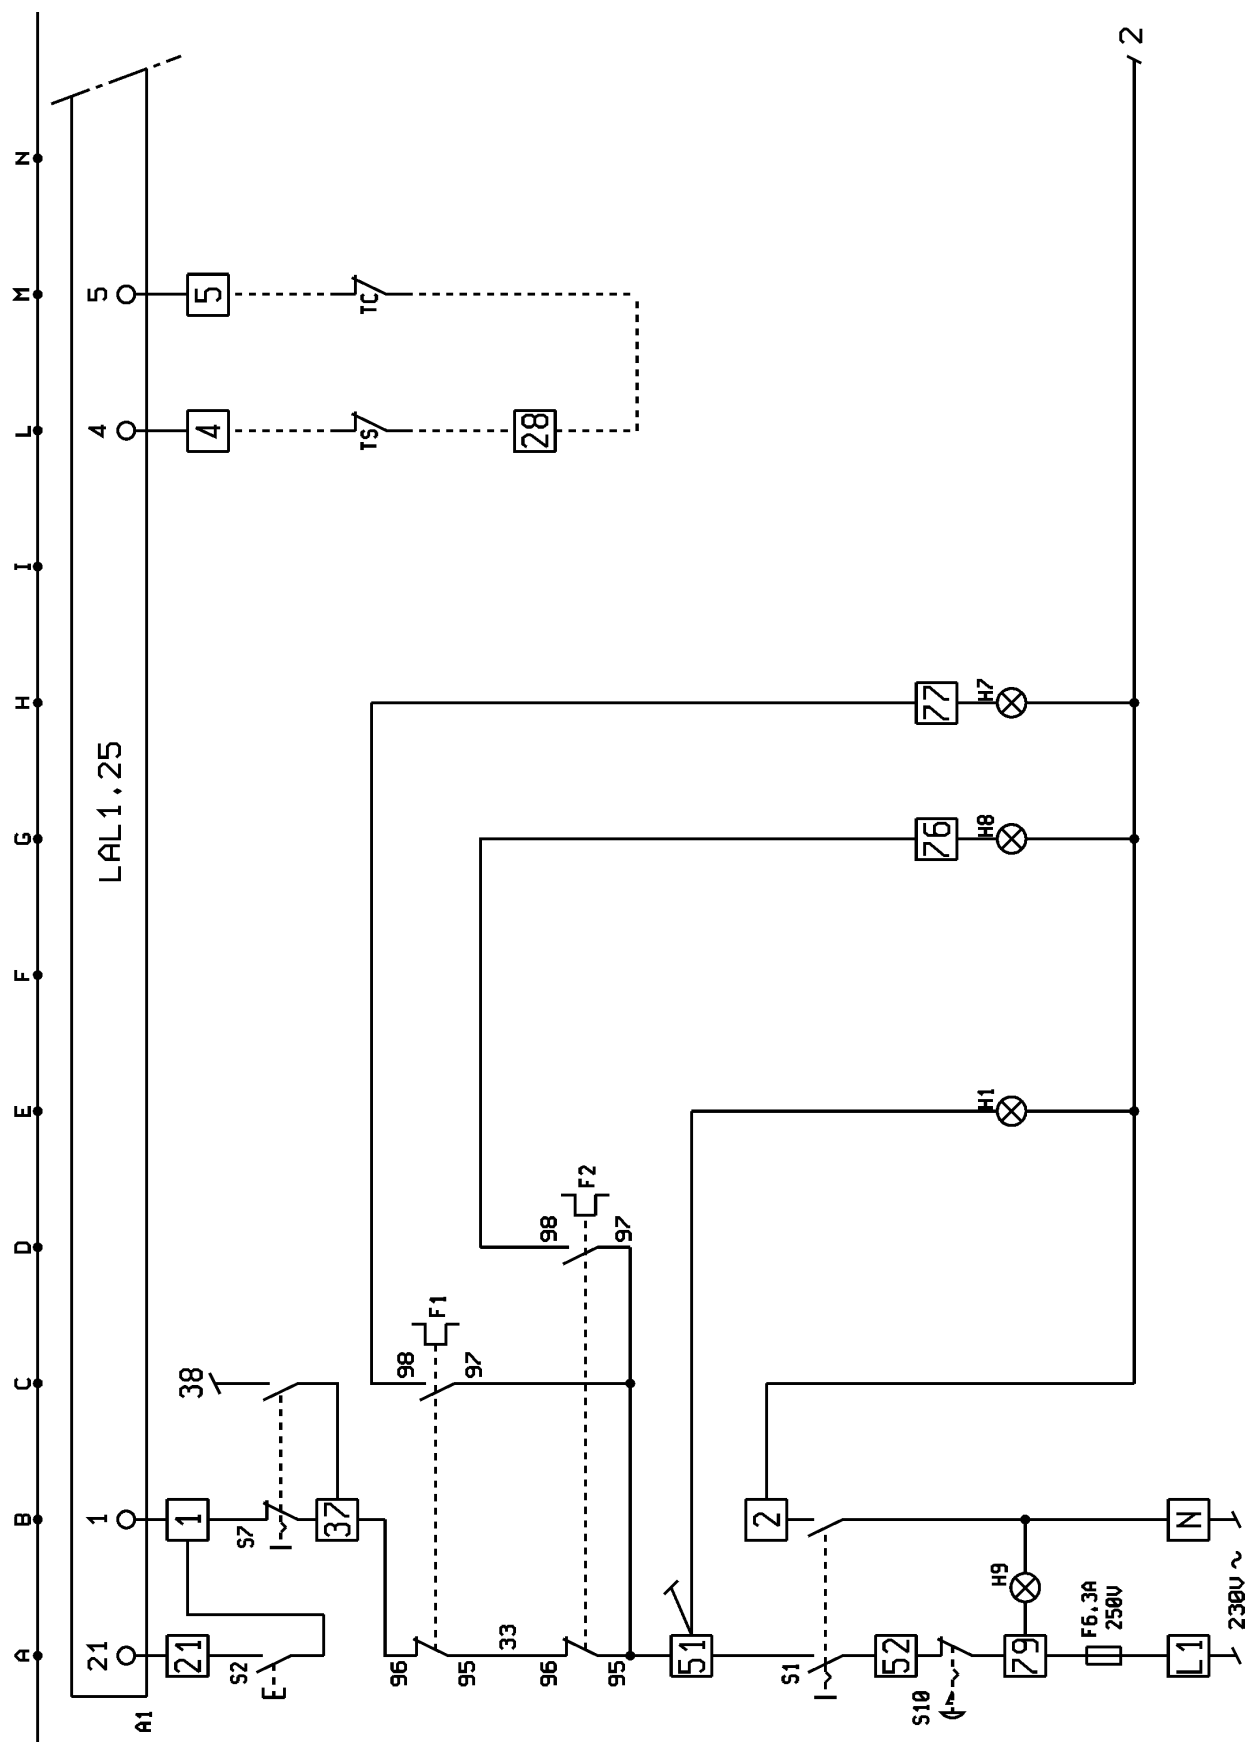 A B C D E F G H I L M N
A1
LAL1.25
21 1 4 5
21 1 4 5
38
S2 S7 TS TC
37
98 F1
96 97
95
33
28
98 F2
96 97
95
51
2
S1
52 76 77
S10 H9 H1 H8 H7
79
F6.3A
250V
L1 N 2
230V ~